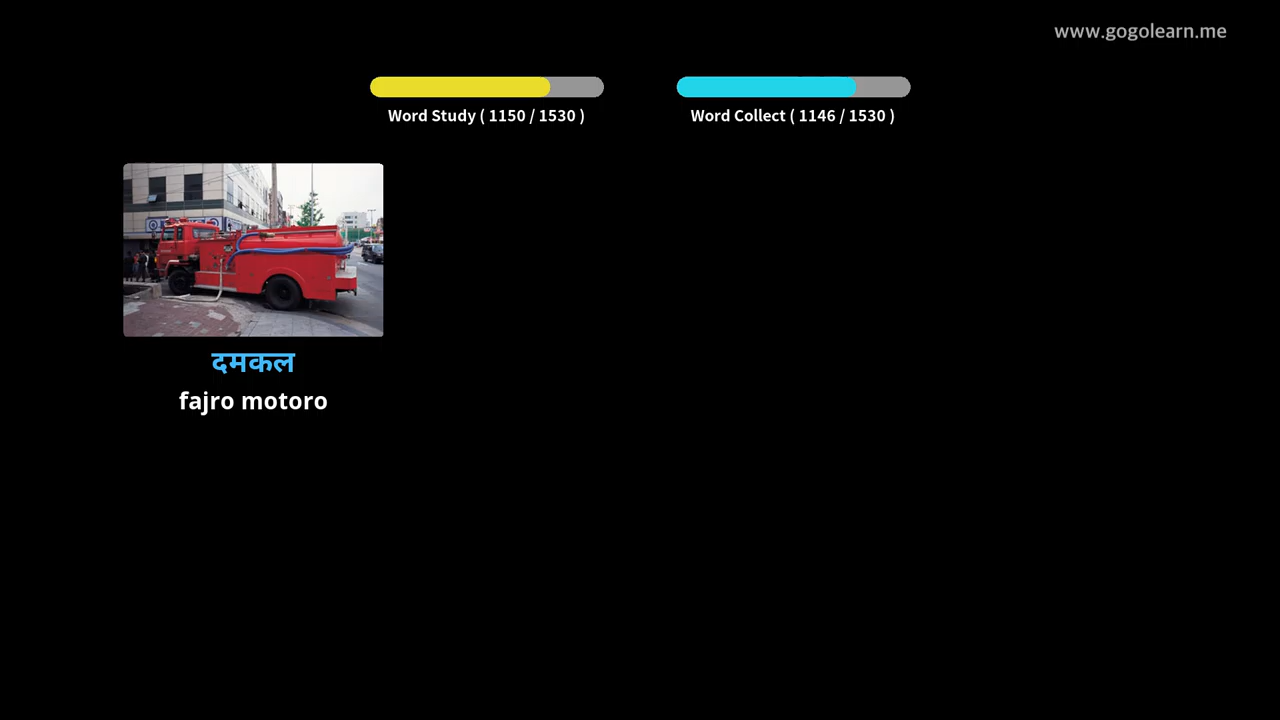 www.gogolearn.me
Word Study ( 1150 / 1530 )
Word Collect ( 1146 / 1530 )
दमकल
fajro motoro